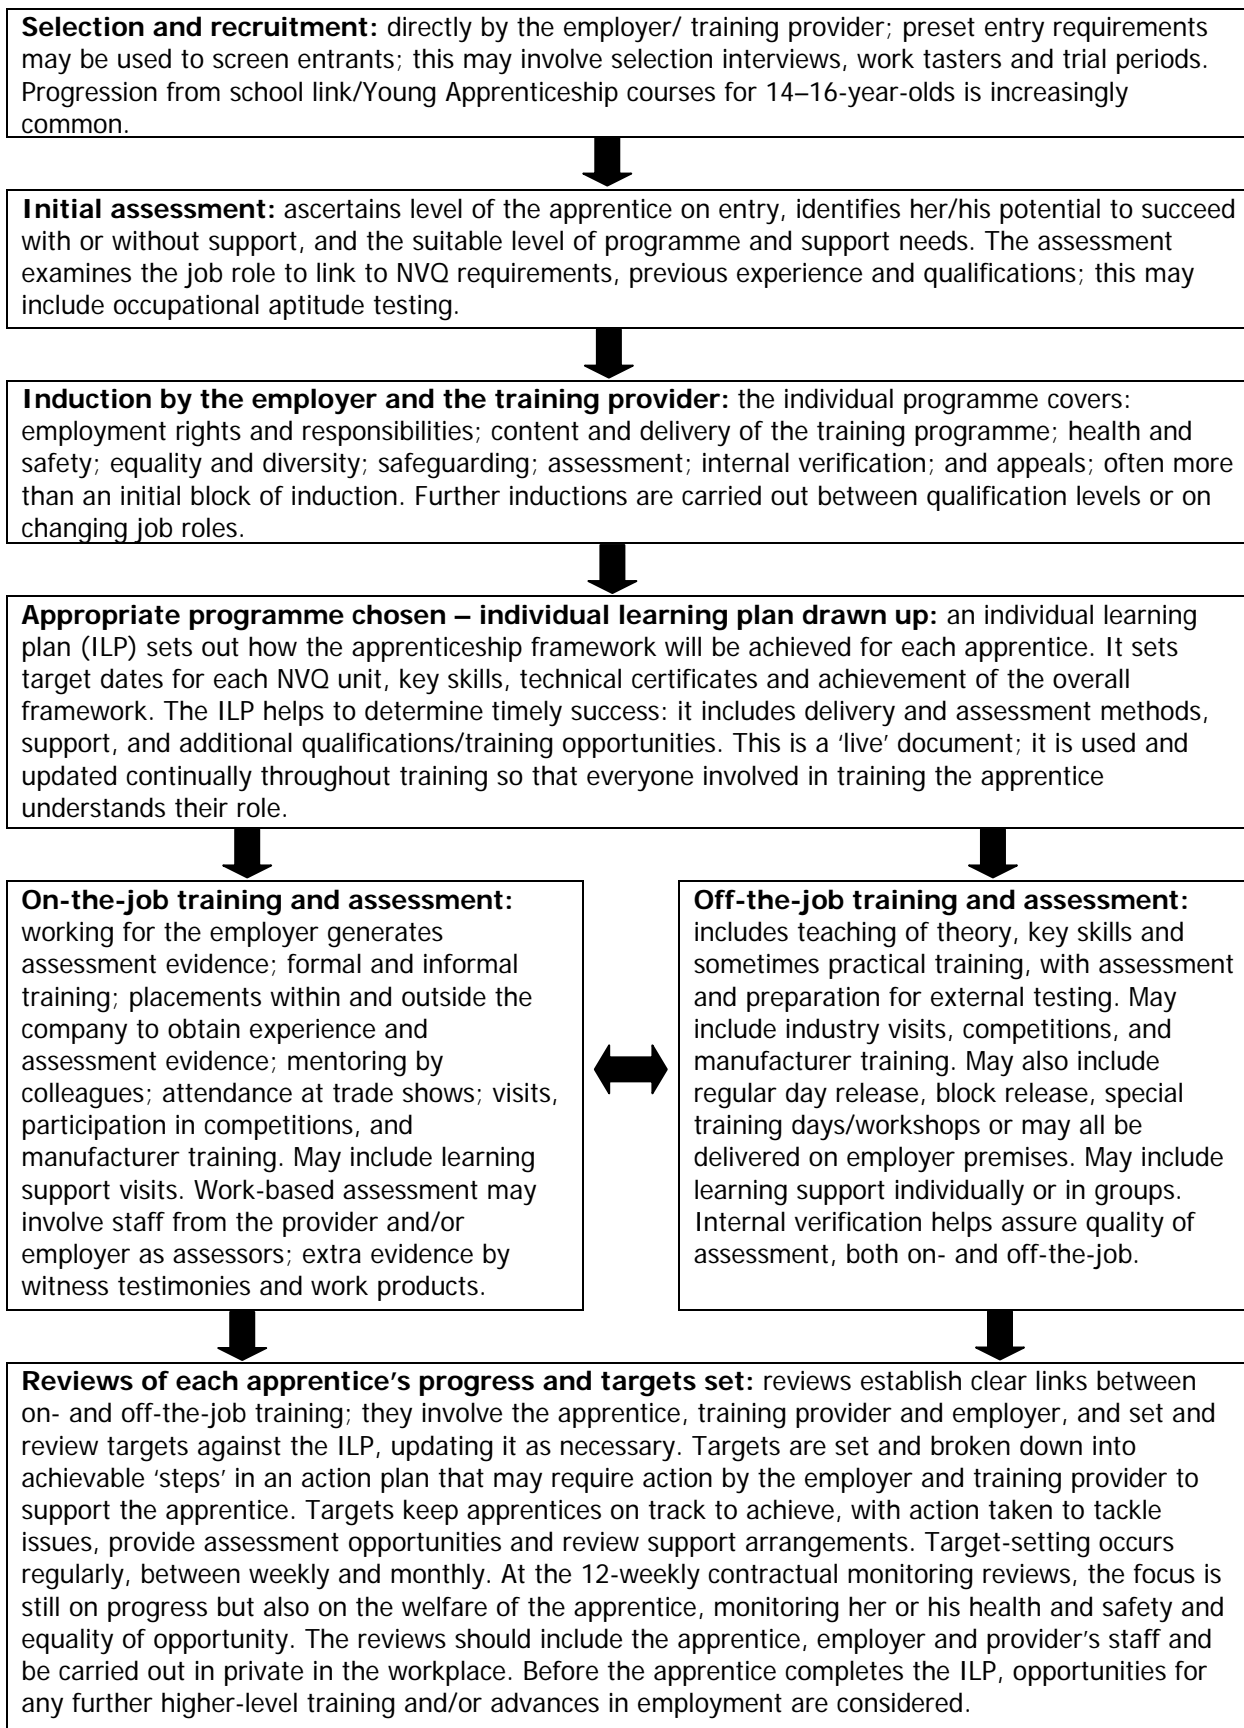 Selection and recruitment: directly by the employer/ training provider; preset entry requirements
may be used to screen entrants; this may involve selection interviews, work tasters and trial periods.
Progression from school link/Young Apprenticeship courses for 14–16-year-olds is increasingly
common.
Initial assessment: ascertains level of the apprentice on entry, identifies her/his potential to succeed
with or without support, and the suitable level of programme and support needs. The assessment
examines the job role to link to NVQ requirements, previous experience and qualifications; this may
include occupational aptitude testing.
Induction by the employer and the training provider: the individual programme covers:
employment rights and responsibilities; content and delivery of the training programme; health and
safety; equality and diversity; safeguarding; assessment; internal verification; and appeals; often more
than an initial block of induction. Further inductions are carried out between qualification levels or on
changing job roles.
Appropriate programme chosen – individual learning plan drawn up: an individual learning
plan (ILP) sets out how the apprenticeship framework will be achieved for each apprentice. It sets
target dates for each NVQ unit, key skills, technical certificates and achievement of the overall
framework. The ILP helps to determine timely success: it includes delivery and assessment methods,
support, and additional qualifications/training opportunities. This is a ‘live’ document; it is used and
updated continually throughout training so that everyone involved in training the apprentice
understands their role.
On-the-job training and assessment:
working for the employer generates
assessment evidence; formal and informal
training; placements within and outside the
company to obtain experience and
assessment evidence; mentoring by
colleagues; attendance at trade shows; visits,
participation in competitions, and
manufacturer training. May include learning
support visits. Work-based assessment may
involve staff from the provider and/or
employer as assessors; extra evidence by
witness testimonies and work products.
Off-the-job training and assessment:
includes teaching of theory, key skills and
sometimes practical training, with assessment
and preparation for external testing. May
include industry visits, competitions, and
manufacturer training. May also include
regular day release, block release, special
training days/workshops or may all be
delivered on employer premises. May include
learning support individually or in groups.
Internal verification helps assure quality of
assessment, both on- and off-the-job.
Reviews of each apprentice’s progress and targets set: reviews establish clear links between
on- and off-the-job training; they involve the apprentice, training provider and employer, and set and
review targets against the ILP, updating it as necessary. Targets are set and broken down into
achievable ‘steps’ in an action plan that may require action by the employer and training provider to
support the apprentice. Targets keep apprentices on track to achieve, with action taken to tackle
issues, provide assessment opportunities and review support arrangements. Target-setting occurs
regularly, between weekly and monthly. At the 12-weekly contractual monitoring reviews, the focus is
still on progress but also on the welfare of the apprentice, monitoring her or his health and safety and
equality of opportunity. The reviews should include the apprentice, employer and provider’s staff and
be carried out in private in the workplace. Before the apprentice completes the ILP, opportunities for
any further higher-level training and/or advances in employment are considered.